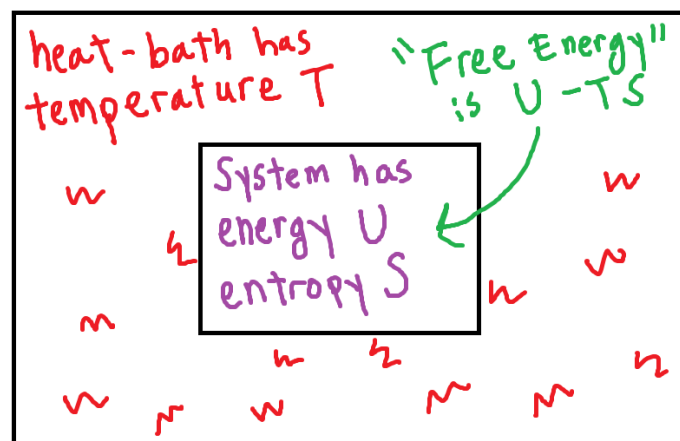 heat-bath has
temperature T
"Free Energy"
is U - TS
System has
energy U
entropy S